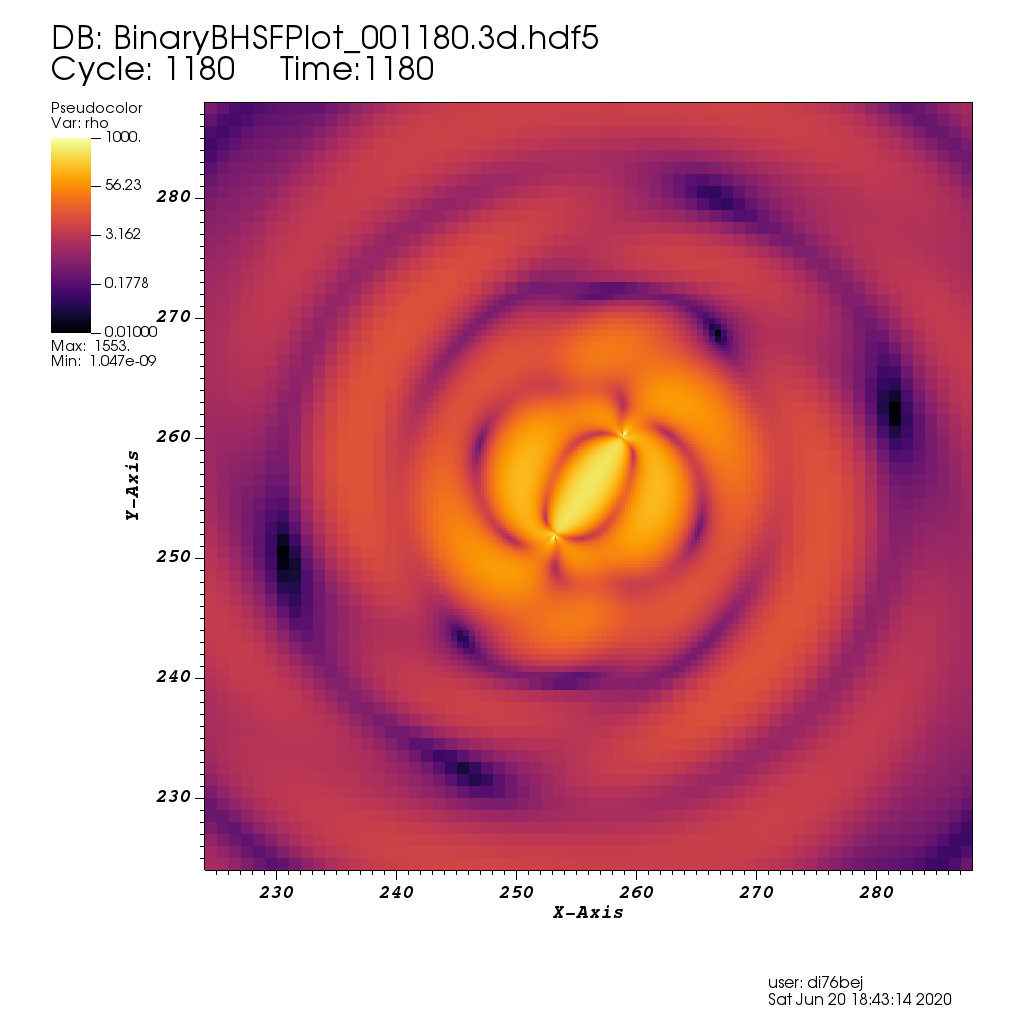 DB: BinaryBHSFPlot_001180.3d.hdf5
Cycle: 1180 Time:1180
Pseudocolor
Var: rho
1000.
56.23
3.162
0.1778
0.01000
Max: 1553.
Min: 1.047e-09
280
270
260
250
240
230
Y-Axis
230 240 250 260 270 280
X-Axis
user: di76bej
Sat Jun 20 18:43:14 2020